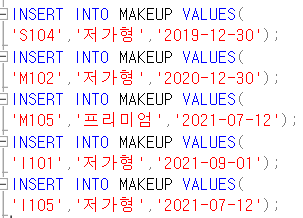 INSERT INTO MAKEUP VALUES(
'S104','저가형','2019-12-30');
INSERT INTO MAKEUP VALUES(
'M102','저가형','2020-12-30');
INSERT INTO MAKEUP VALUES(
'M105','프리미엄','2021-07-12');
INSERT INTO MAKEUP VALUES(
'I101','저가형','2021-09-01');
INSERT INTO MAKEUP VALUES(
'I105','저가형','2021-07-12');